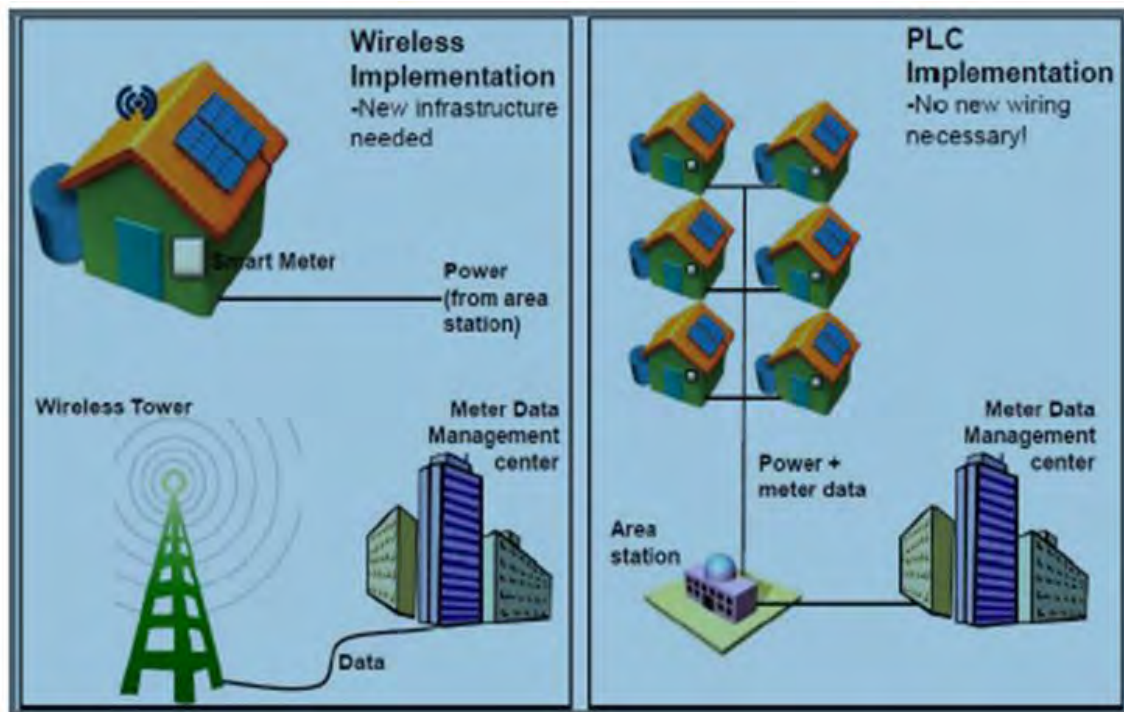 Wireless
Implementation
-New infrastructure
needed
Smart Meter
Power
(from area
station)
Wireless Tower
Meter Data
Management
center
Data
PLC
Implementation
-No new wiring
necessary!
Power +
meter data
Area
station
Meter Data
Management
center